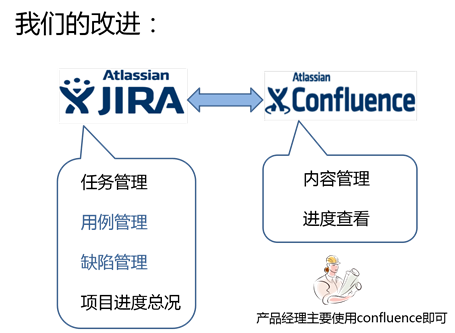 我们的改进：
Atlassian
JIRA
Atlassian
Confluence
任务管理
用例管理
缺陷管理
项目进度总况
内容管理
进度查看
产品经理主要使用confluence即可